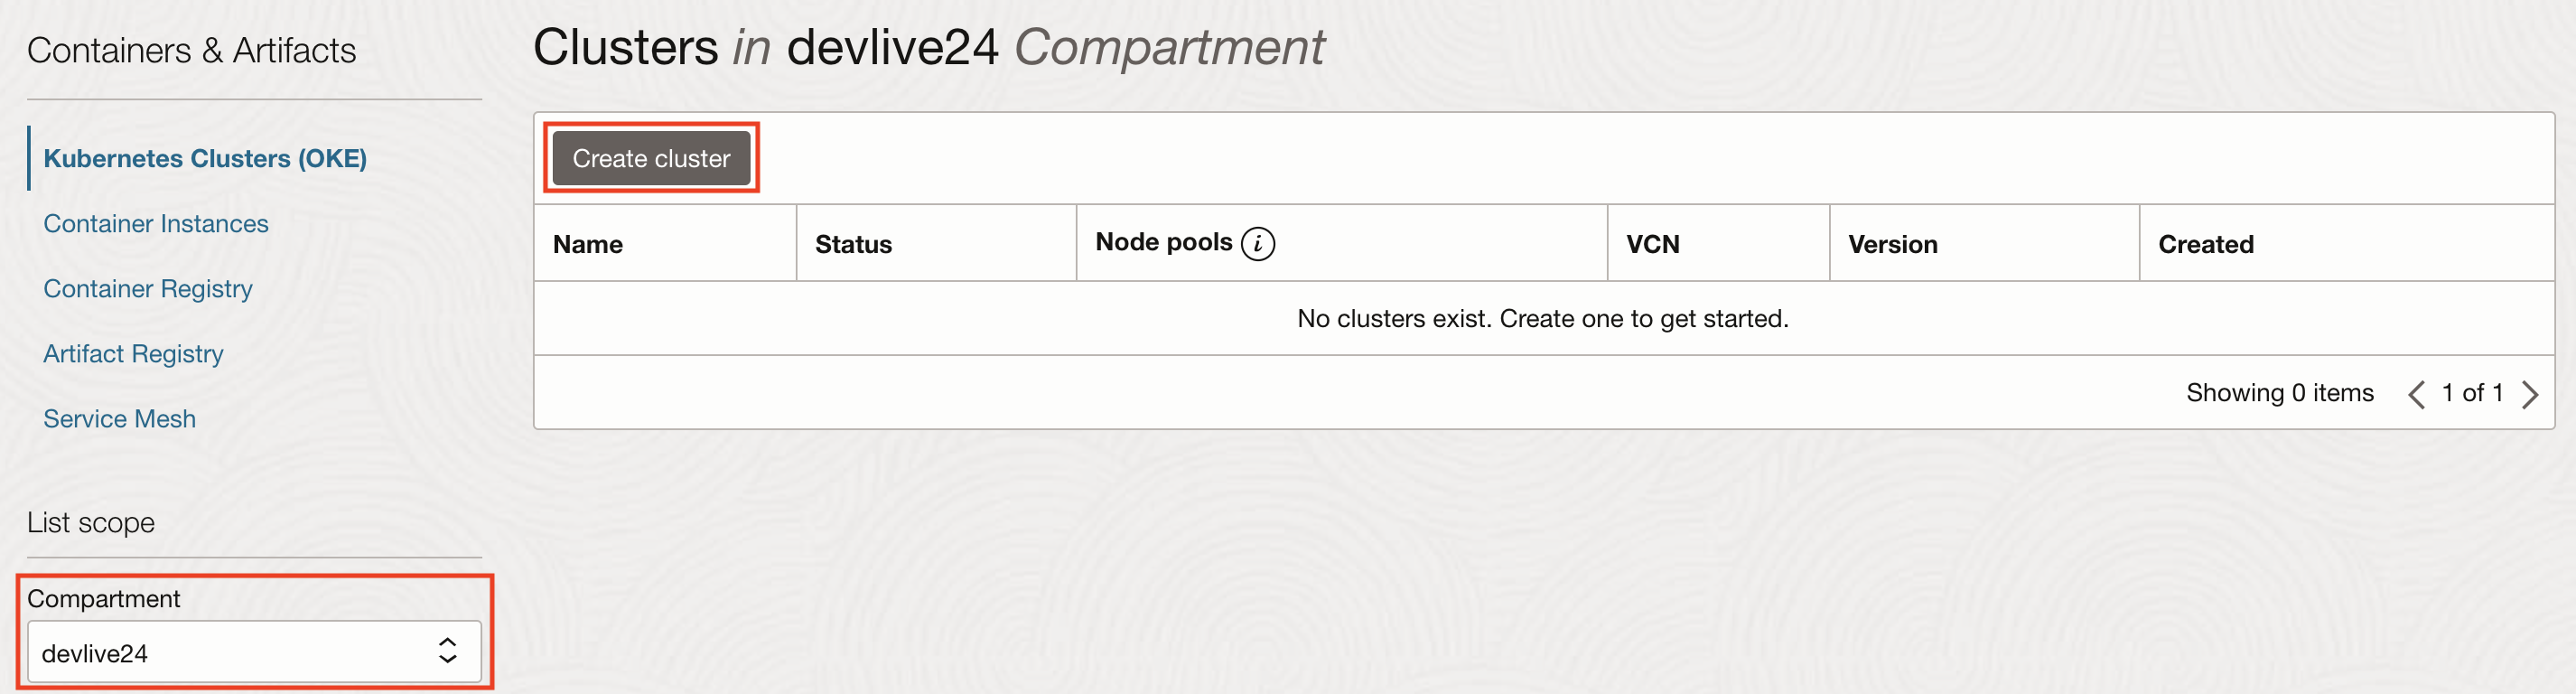 Containers & Artifacts
Kubernetes Clusters (OKE)
Container Instances
Container Registry
Artifact Registry
Service Mesh
List scope
Compartment
devlive24
Clusters in devlive24 Compartment
Create cluster
Name Status Node pools i VCN Version Created
No clusters exist. Create one to get started.
Showing 0 items < 1 of 1 >